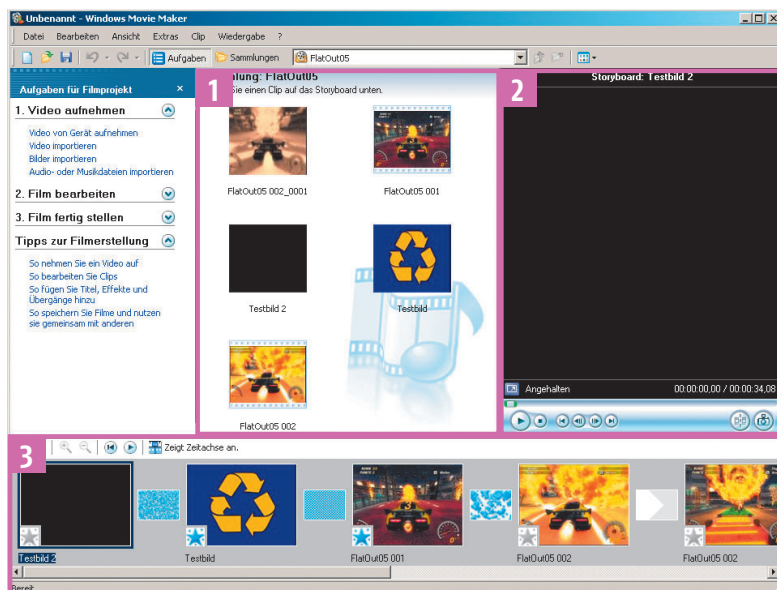 Unbenannt - Windows Movie Maker
Datei Bearbeiten Ansicht Extras Clip Wiedergabe ?
Aufgaben Sammlungen FlatOut05
Aufgaben für Filmprojekt ×
1. Video aufnehmen
Video von Gerät aufnehmen
Video importieren
Bilder importieren
Audio- oder Musikdateien importieren
2. Film bearbeiten
3. Film fertig stellen
Tipps zur Filmerstellung
So nehmen Sie ein Video auf
So bearbeiten Sie Clips
So fügen Sie Titel, Effekte und
Übergänge hinzu
So speichern Sie Filme und nutzen
sie gemeinsam mit anderen
1
lung: FlatOut05
Sie einen Clip auf das Storyboard unten.
FlatOut05 002_0001
FlatOut05 001
Testbild 2
Testbild
FlatOut05 002
2
Storyboard: Testbild 2
Angehalten 00:00:00,00 / 00:00:34,08
3
Zeigt Zeitachse an.
Testbild 2
Testbild
FlatOut05 001
FlatOut05 002
FlatOut05 002
Bereit